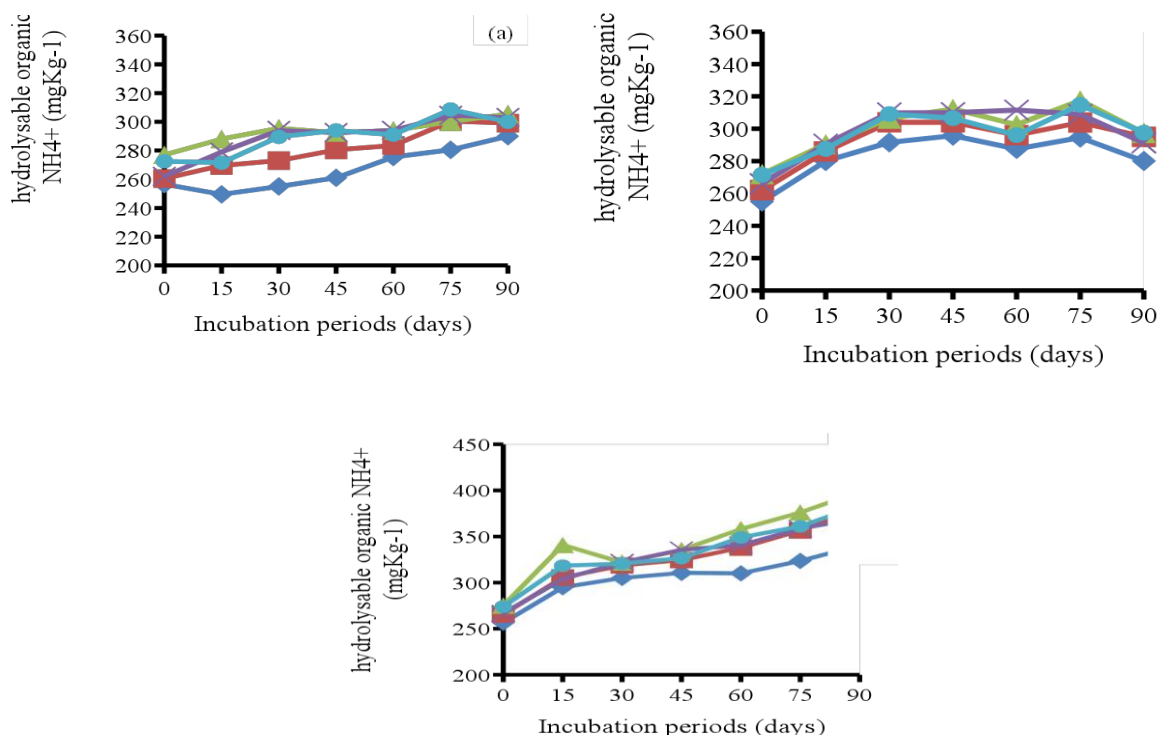 hydrolysable organic
NH4+ (mgKg-1)
360
340
320
300
280
260
240
220
200
(a)
0 15 30 45 60 75 90
Incubation periods (days)
hydrolysable organic
NH4+ (mgKg-1)
360
340
320
300
280
260
240
220
200
0 15 30 45 60 75 90
Incubation periods (days)
hydrolysable organic NH4+
(mgKg-1)
450
400
350
300
250
200
0 15 30 45 60 75 90
Incubation periods (days)